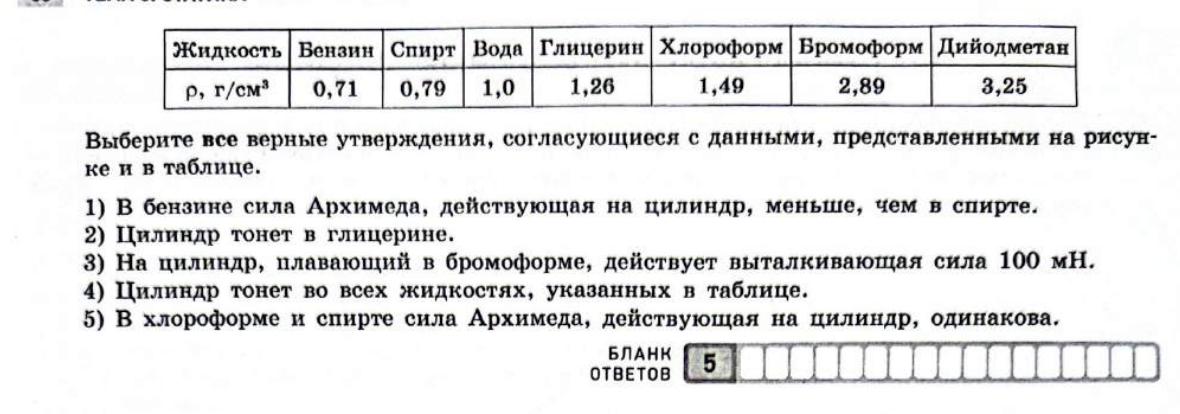 Жидкость Бензин Спирт Вода Глицерин Хлороформ Бромоформ Дийодметан
ρ, г/см³ 0,71 0,79 1,0 1,26 1,49 2,89 3,25
Выберите все верные утверждения, согласующиеся с данными, представленными на рисун-
ке и в таблице.
1) В бензине сила Архимеда, действующая на цилиндр, меньше, чем в спирте.
2) Цилиндр тонет в глицерине.
3) На цилиндр, плавающий в бромоформе, действует выталкивающая сила 100 мН.
4) Цилиндр тонет во всех жидкостях, указанных в таблице.
5) В хлороформе и спирте сила Архимеда, действующая на цилиндр, одинакова.
БЛАНК
ОТВЕТОВ 5